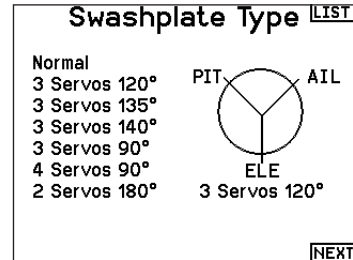 Swashplate Type LIST
Normal
3 Servos 120°
3 Servos 135°
3 Servos 140°
3 Servos 90°
4 Servos 90°
2 Servos 180°
PIT AIL
ELE
3 Servos 120°
NEXT